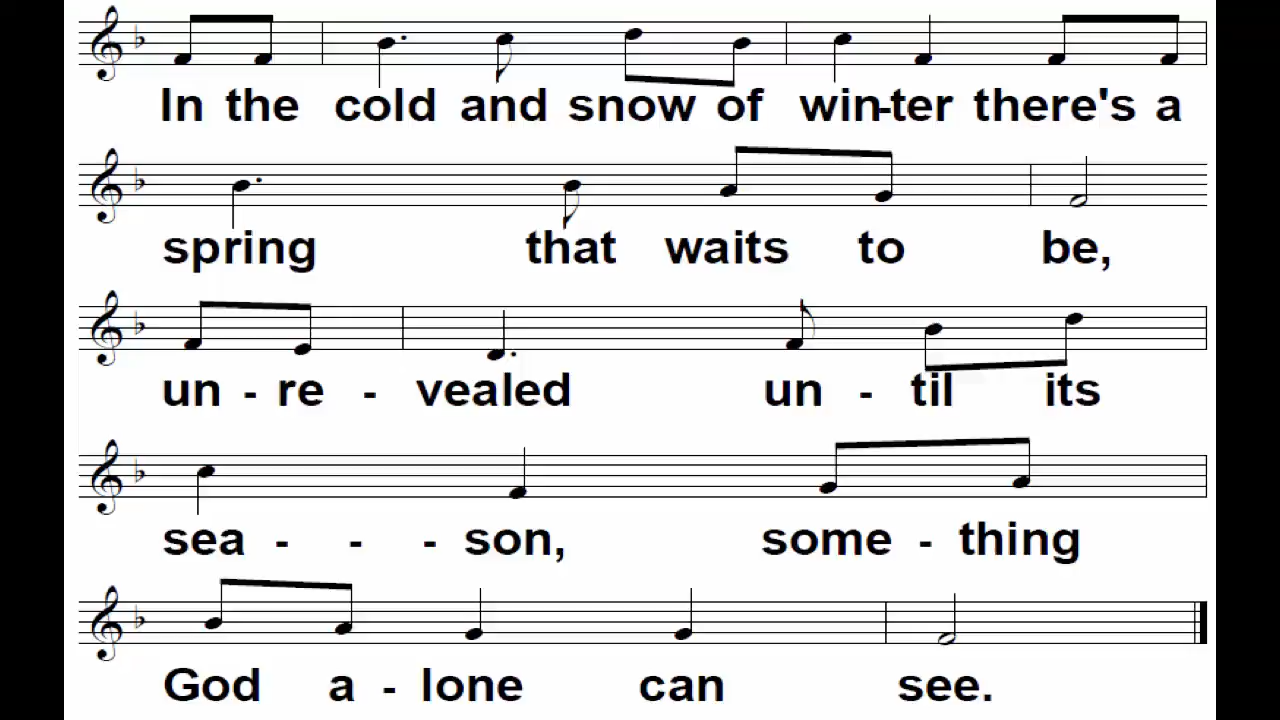 In the cold and snow of win-ter there's a
spring that waits to be,
un - re - vealed un - til its
sea - - - son, some - thing
God a - lone can see.